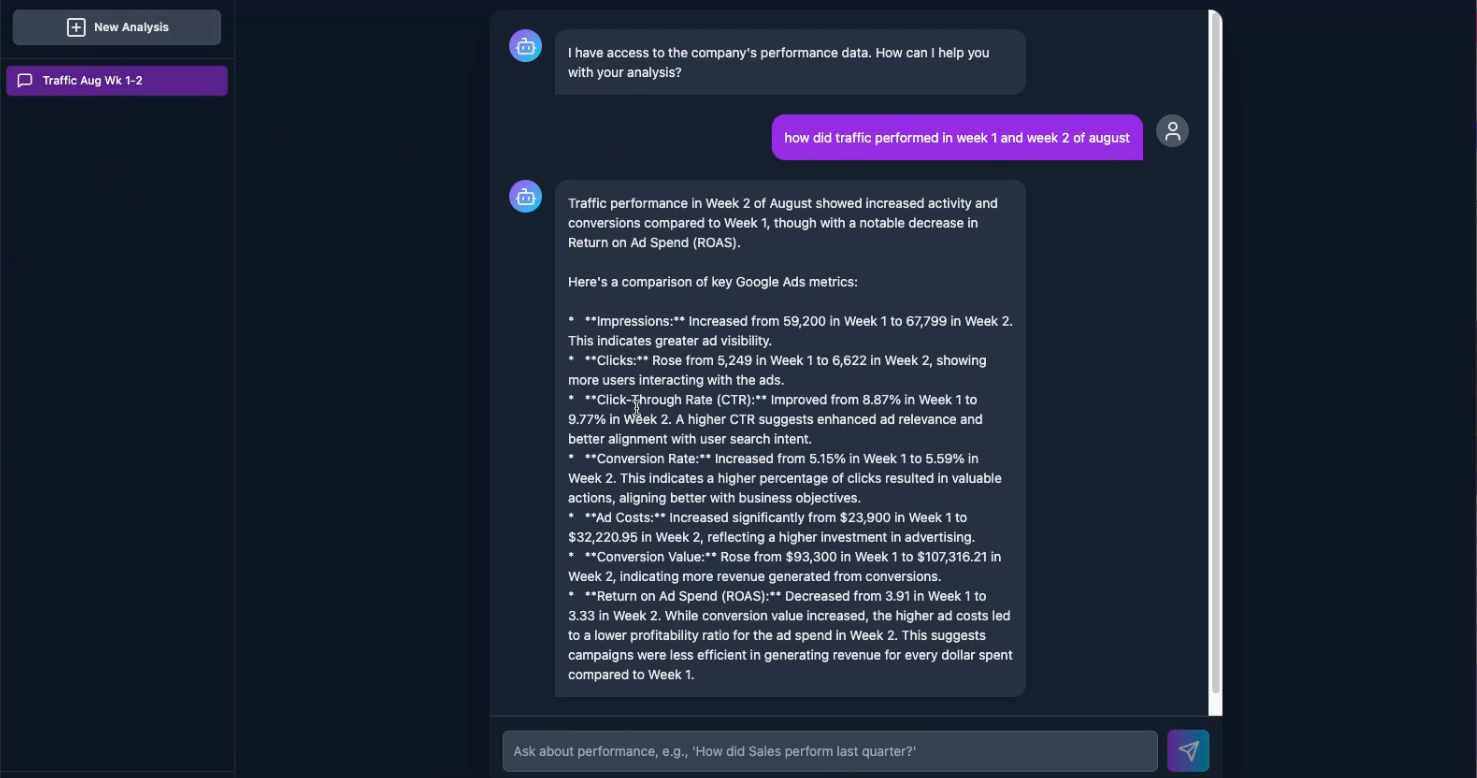 New Analysis
Traffic Aug Wk 1-2
I have access to the company's performance data. How can I help you
with your analysis?
how did traffic performed in week 1 and week 2 of august
Traffic performance in Week 2 of August showed increased activity and
conversions compared to Week 1, though with a notable decrease in
Return on Ad Spend (ROAS).
Here's a comparison of key Google Ads metrics:
* **Impressions:** Increased from 59,200 in Week 1 to 67,799 in Week 2.
This indicates greater ad visibility.
* **Clicks:** Rose from 5,249 in Week 1 to 6,622 in Week 2, showing
more users interacting with the ads.
* **Click-Through Rate (CTR):** Improved from 8.87% in Week 1 to
9.77% in Week 2. A higher CTR suggests enhanced ad relevance and
better alignment with user search intent.
* **Conversion Rate:** Increased from 5.15% in Week 1 to 5.59% in
Week 2. This indicates a higher percentage of clicks resulted in valuable
actions, aligning better with business objectives.
* **Ad Costs:** Increased significantly from $23,900 in Week 1 to
$32,220.95 in Week 2, reflecting a higher investment in advertising.
* **Conversion Value:** Rose from $93,300 in Week 1 to $107,316.21 in
Week 2, indicating more revenue generated from conversions.
* **Return on Ad Spend (ROAS):** Decreased from 3.91 in Week 1 to
3.33 in Week 2. While conversion value increased, the higher ad costs led
to a lower profitability ratio for the ad spend in Week 2. This suggests
campaigns were less efficient in generating revenue for every dollar spent
compared to Week 1.
Ask about performance, e.g., 'How did Sales perform last quarter?'